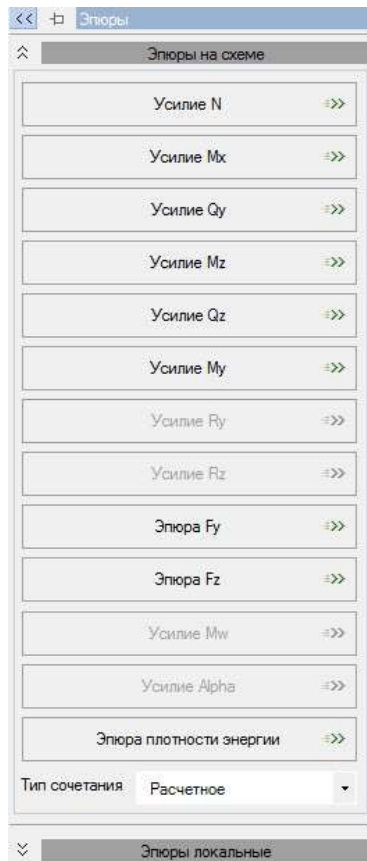 Эпюры
Эпюры на схеме
Усилие N
Усилие Mx
Усилие Qy
Усилие Mz
Усилие Qz
Усилие My
Усилие Ry
Усилие Rz
Эпюра Fy
Эпюра Fz
Усилие Mw
Усилие Alpha
Эпюра плотности энергии
Тип сочетания Расчетное
Эпюры локальные